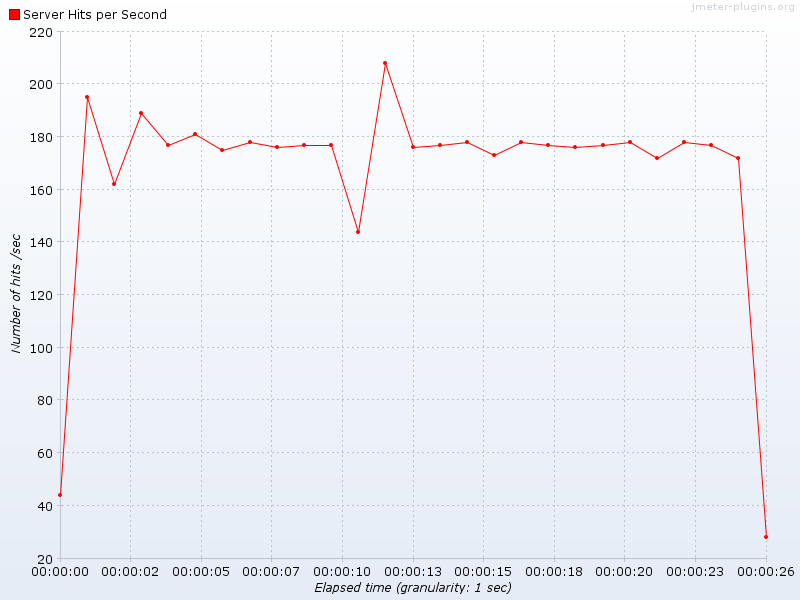 jmeter-plugins.org
Server Hits per Second
220
200
180
160
140
120
100
80
60
40
20
Number of hits /sec
00:00:00 00:00:02 00:00:05 00:00:07 00:00:10 00:00:13 00:00:15 00:00:18 00:00:20 00:00:23 00:00:26
Elapsed time (granularity: 1 sec)